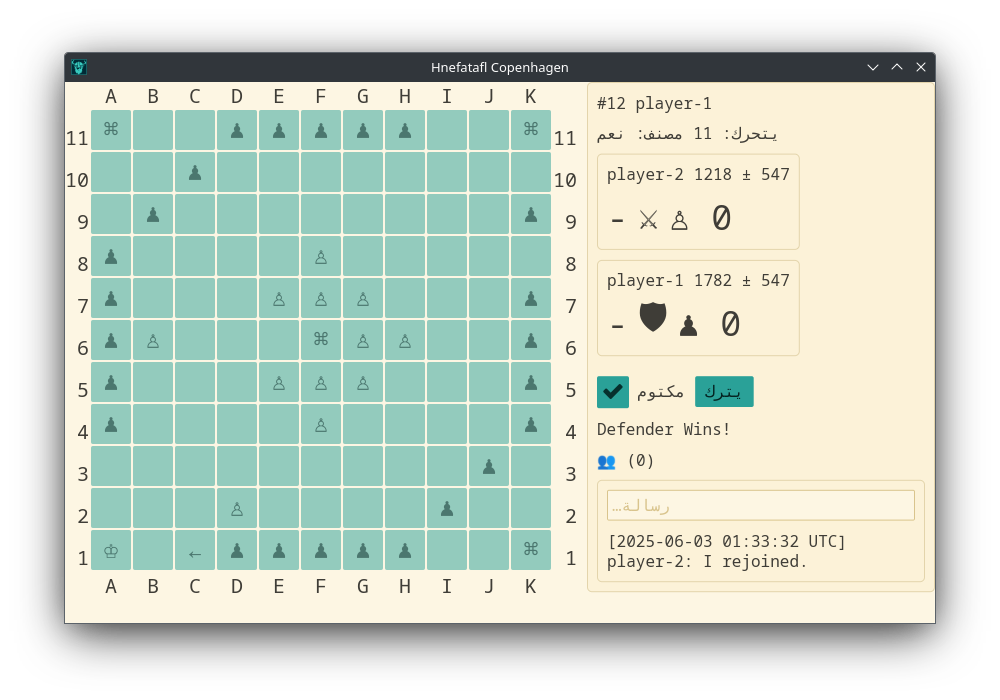 Hnefatafl Copenhagen
A B C D E F G H I J K
11 ⌘ ♟ ♟ ♟ ♟ ♟ ⌘ 11
10 ♟ 10
9 ♟ ♟ 9
8 ♟ ♙ 8
7 ♟ ♙ ♙ ♙ ♟ 7
6 ♟ ♙ ⌘ ♙ ♙ ♟ 6
5 ♟ ♙ ♙ ♙ ♟ 5
4 ♟ ♙ ♟ 4
3 ♟ 3
2 ♙ ♟ 2
1 ♔ ← ♟ ♟ ♟ ♟ ♟ ⌘ 1
A B C D E F G H I J K
#12 player-1
يتحرك: 11 مصنف: نعم
player-2 1218 ± 547
- ⚔ ♙ 0
player-1 1782 ± 547
- ⛊ ♟ 0
✔ مكتوم يترك
Defender Wins!
👥 (0)
رسالة…
[2025-06-03 01:33:32 UTC]
player-2: I rejoined.